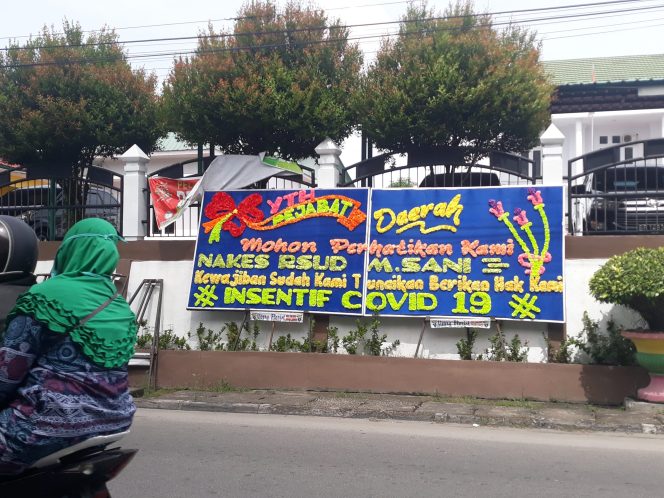 YTH
PEJABAT Daerah
Mohon Perhatikan Kami
NAKES RSUD M.SANI =
Kewajiban Sudah Kami Tunaikan Berikan Hak Kami
# INSENTIF COVID 19 #